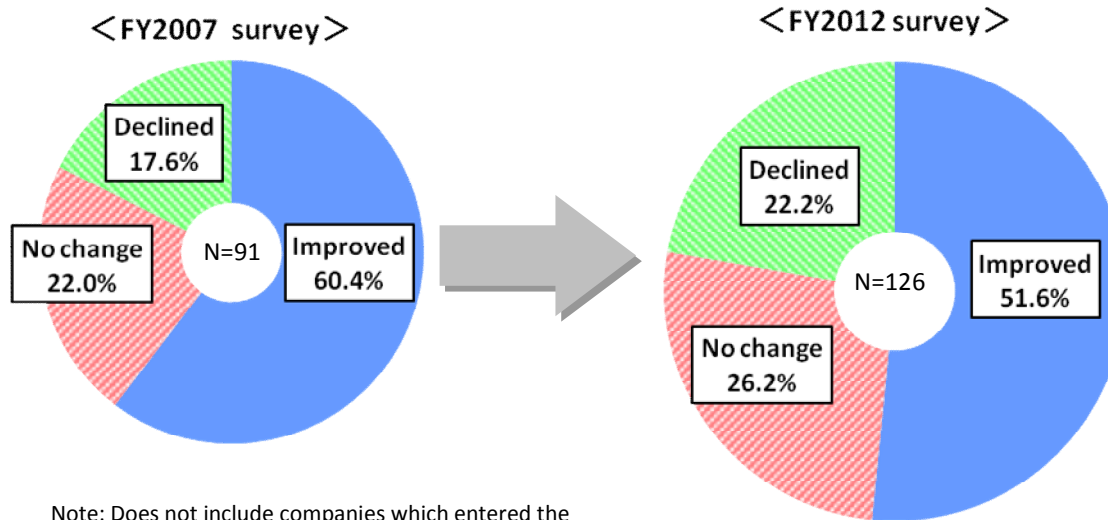 <FY2007 survey>
Declined
17.6%
No change
22.0%
N=91
Improved
60.4%
<FY2012 survey>
Declined
22.2%
N=126
Improved
51.6%
No change
26.2%
Note: Does not include companies which entered the